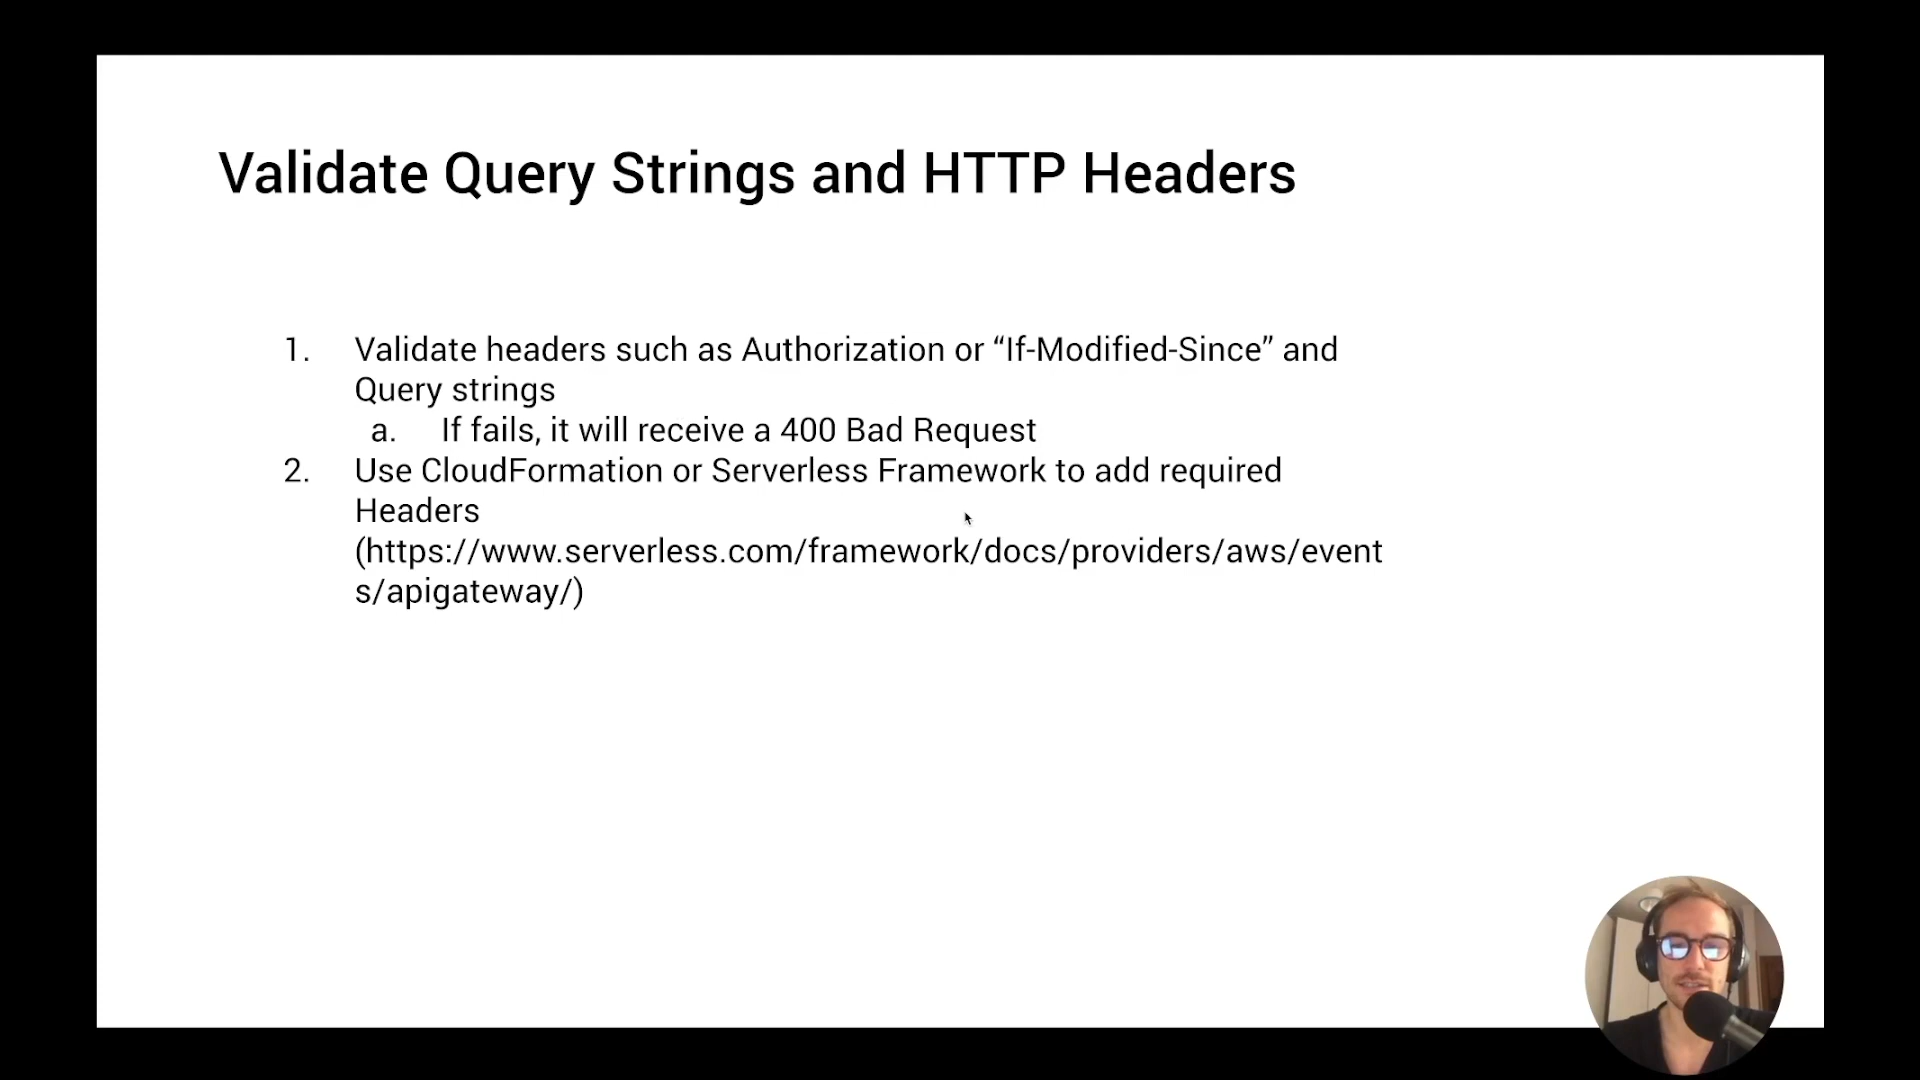 Validate Query Strings and HTTP Headers
1. Validate headers such as Authorization or “If-Modified-Since” and
Query strings
a. If fails, it will receive a 400 Bad Request
2. Use CloudFormation or Serverless Framework to add required
Headers
(https://www.serverless.com/framework/docs/providers/aws/event
s/apigateway/)